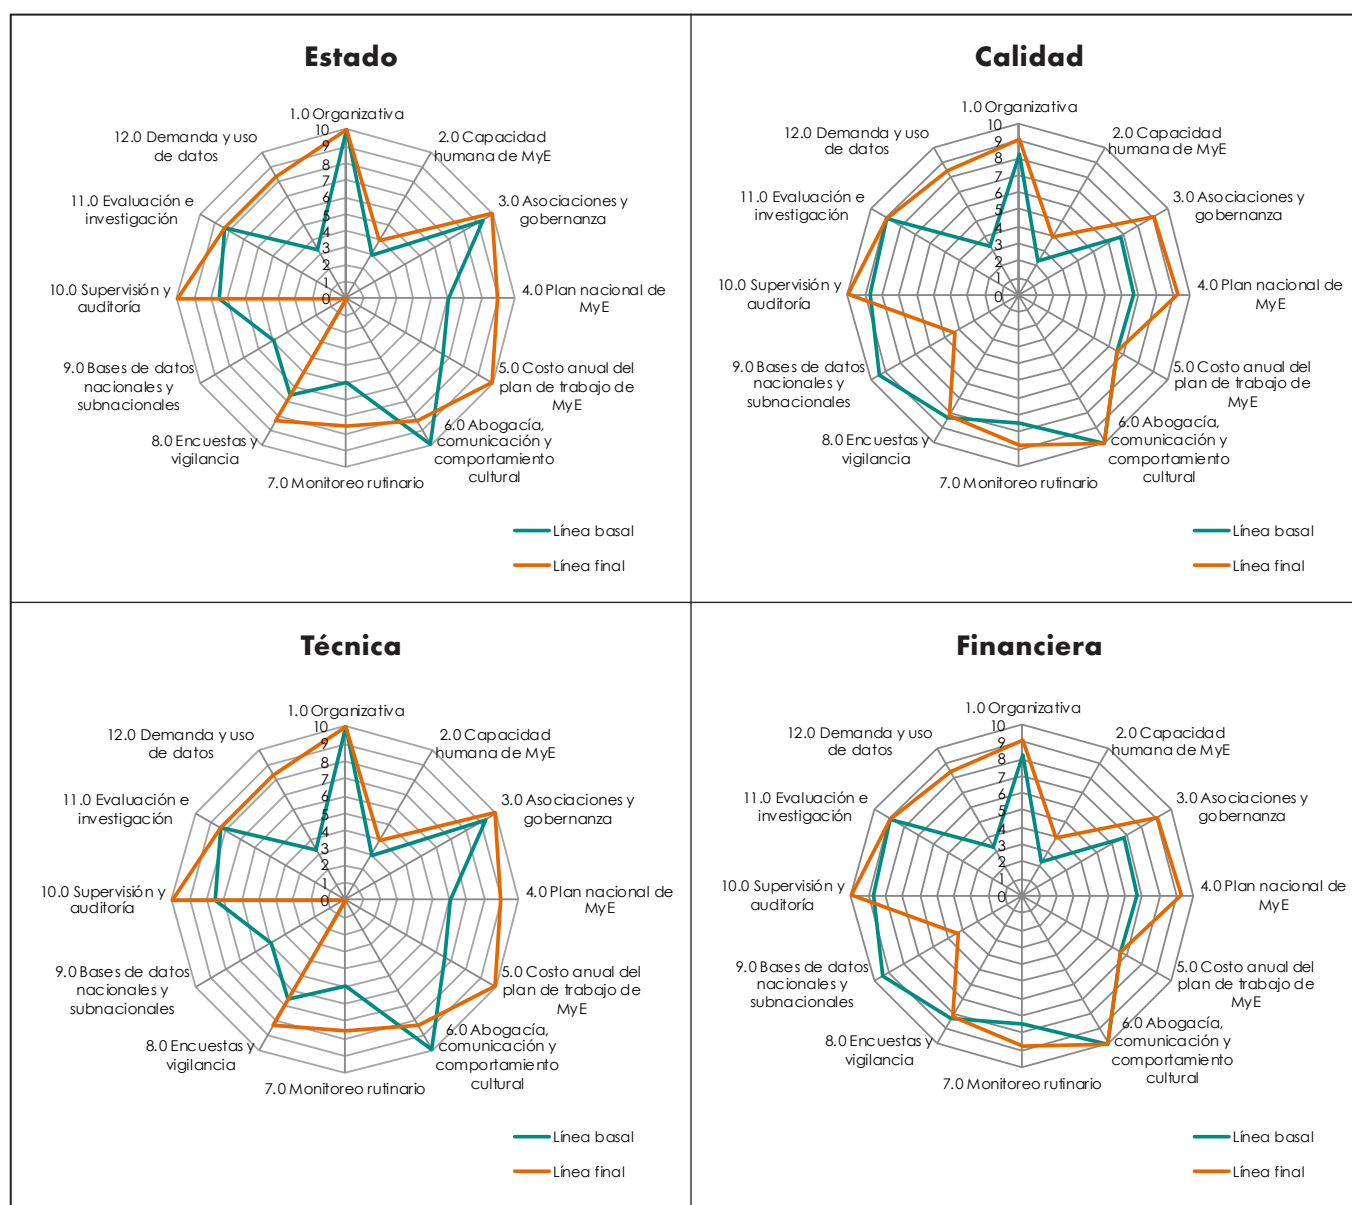 Estado
1.0 Organizativa
2.0 Capacidad
humana de MyE
3.0 Asociaciones y
gobernanza
4.0 Plan nacional de
MyE
5.0 Costo anual del
plan de trabajo de
MyE
6.0 Abogacía,
comunicación y
comportamiento
cultural
7.0 Monitoreo rutinario
8.0 Encuestas y
vigilancia
9.0 Bases de datos
nacionales y
subnacionales
10.0 Supervisión y
auditoría
11.0 Evaluación e
investigación
12.0 Demanda y uso
de datos
10
9
8
7
6
5
4
3
2
1
0
Línea basal
Línea final
Calidad
1.0 Organizativa
2.0 Capacidad
humana de MyE
3.0 Asociaciones y
gobernanza
4.0 Plan nacional de
MyE
5.0 Costo anual del
plan de trabajo de
MyE
6.0 Abogacía,
comunicación y
comportamiento
cultural
7.0 Monitoreo rutinario
8.0 Encuestas y
vigilancia
9.0 Bases de datos
nacionales y
subnacionales
10.0 Supervisión y
auditoría
11.0 Evaluación e
investigación
12.0 Demanda y uso
de datos
10
9
8
7
6
5
4
3
2
1
0
Línea basal
Línea final
Técnica
1.0 Organizativa
2.0 Capacidad
humana de MyE
3.0 Asociaciones y
gobernanza
4.0 Plan nacional de
MyE
5.0 Costo anual del
plan de trabajo de
MyE
6.0 Abogacía,
comunicación y
comportamiento
cultural
7.0 Monitoreo rutinario
8.0 Encuestas y
vigilancia
9.0 Bases de datos
nacionales y
subnacionales
10.0 Supervisión y
auditoría
11.0 Evaluación e
investigación
12.0 Demanda y uso
de datos
10
9
8
7
6
5
4
3
2
1
0
Línea basal
Línea final
Financiera
1.0 Organizativa
2.0 Capacidad
humana de MyE
3.0 Asociaciones y
gobernanza
4.0 Plan nacional de
MyE
5.0 Costo anual del
plan de trabajo de
MyE
6.0 Abogacía,
comunicación y
comportamiento
cultural
7.0 Monitoreo rutinario
8.0 Encuestas y
vigilancia
9.0 Bases de datos
nacionales y
subnacionales
10.0 Supervisión y
auditoría
11.0 Evaluación e
investigación
12.0 Demanda y uso
de datos
10
9
8
7
6
5
4
3
2
1
0
Línea basal
Línea final